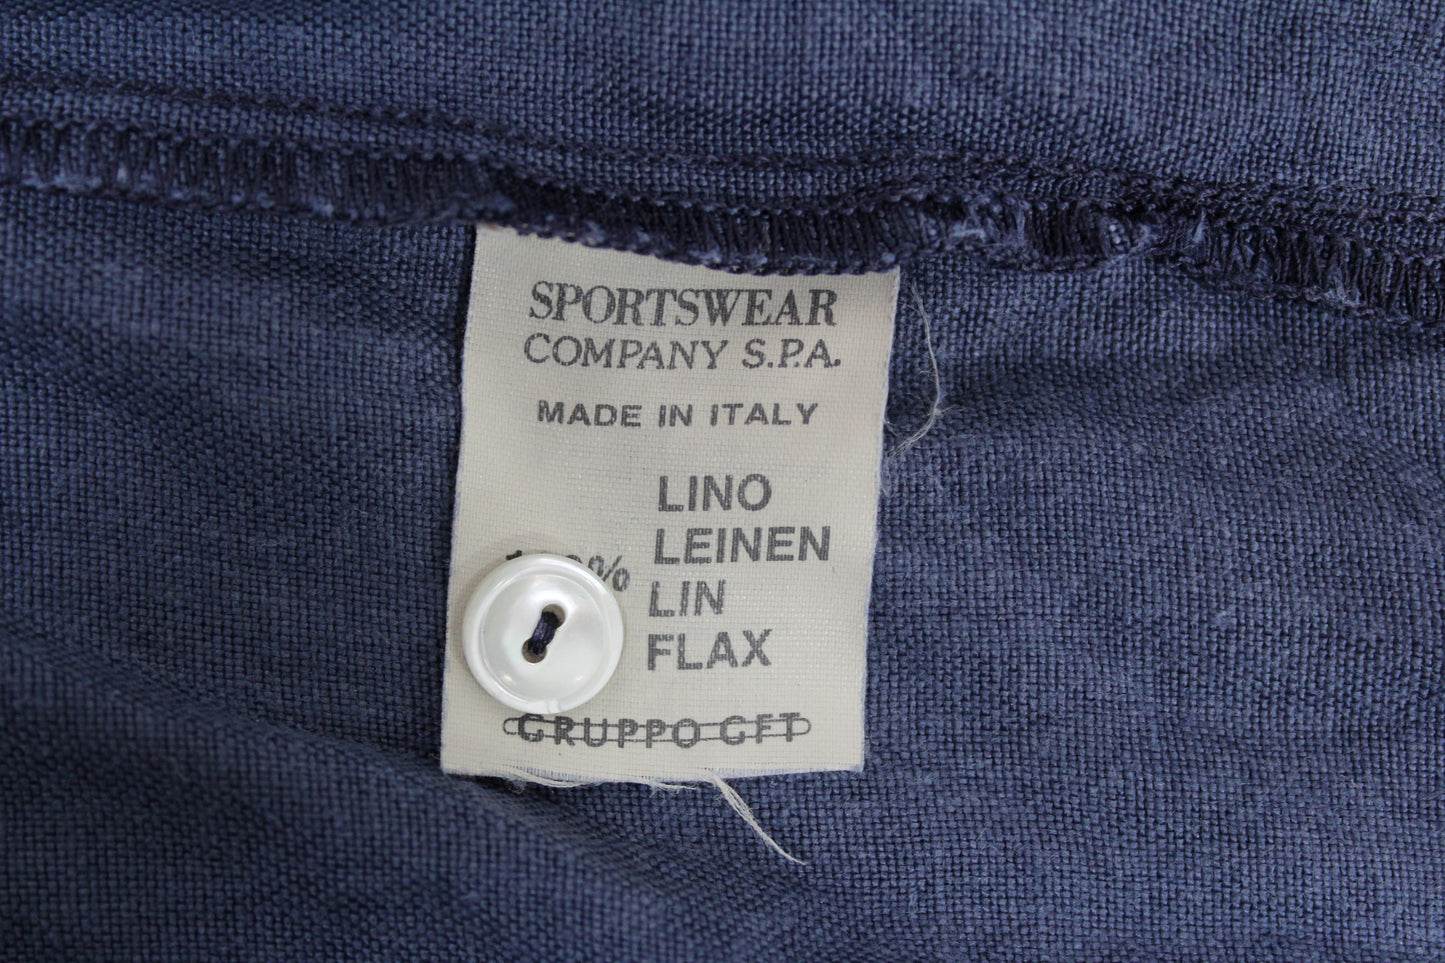 SPORTSWEAR
COMPANY S.P.A.
MADE IN ITALY
LINO
LEINEN
LIN
FLAX
GRUPPO GFT